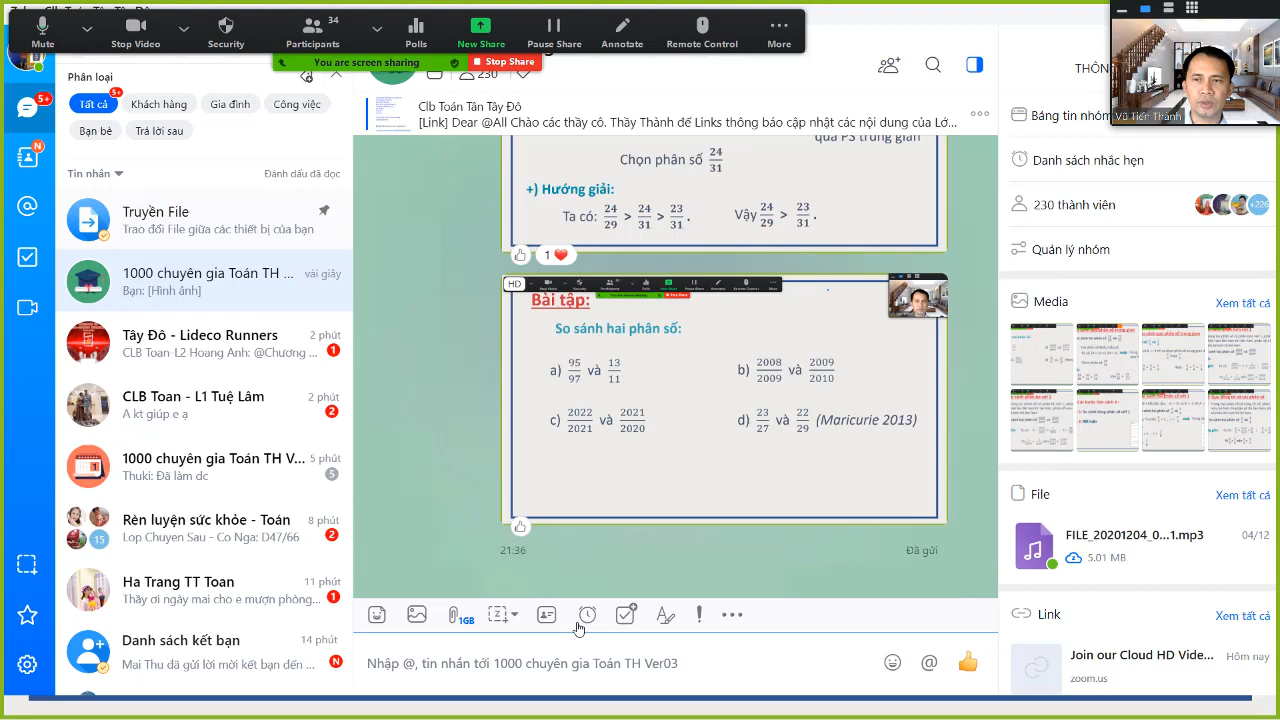 34
Mute
Stop Video
Security
Participants
Polls
New Share
Pause Share
Annotate
Remote Control
More
You are screen sharing
Stop Share
Vũ Tiến Thành
5+
N
Phân loại
5+
Tất cả
Khách hàng
Gia đình
Công việc
Bạn bè
Trả lời sau
Tin nhắn
Đánh dấu đã đọc
Truyền File
Trao đổi File giữa các thiết bị của bạn
1000 chuyên gia Toán TH ...
vài giây
Bạn: [Hình ảnh]
Tây Đô - Lideco Runners
2 phút
CLB Toan-L2 Hoang Anh: @Chương ...
1
CLB Toán - L1 Tuệ Lâm
2 phút
A kt giúp e ạ
2
1000 chuyên gia Toán TH V...
5 phút
Thuki: Đã làm dc
5
Rèn luyện sức khỏe - Toán
8 phút
Lop Chuyen Sau - Co Nga: D47/66
2
15
Ha Trang TT Toan
11 phút
Thầy ơi ngày mai cho e mượn phòng...
1
Danh sách kết bạn
14 phút
Mai Thu đã gửi lời mời kết bạn đến ...
N
230
Clb Toán Tân Tây Đô
[Link] Dear @All Chào các thầy cô. Thầy Thành để Links thông báo cập nhật các nội dung của Lớ...
qua PS trung gian
Chọn phân số 24/31
+) Hướng giải:
Ta có: 24/29 > 24/31 > 23/31 . Vậy 24/29 > 23/31 .
1
HD
Bài tập:
So sánh hai phân số:
a) 95/97 và 13/11 b) 2008/2009 và 2009/2010
c) 2022/2021 và 2021/2020 d) 23/27 và 22/29 (Maricurie 2013)
21:36
Đã gửi
1GB
Nhập @, tin nhắn tới 1000 chuyên gia Toán TH Ver03
THÔN
Bảng tin
Danh sách nhắc hẹn
230 thành viên
+226
Quản lý nhóm
Media
Xem tất cả
File
Xem tất cả
FILE_20201204_0...1.mp3
04/12
5.01 MB
Link
Xem tất cả
Join our Cloud HD Vide...
Hôm nay
zoom.us